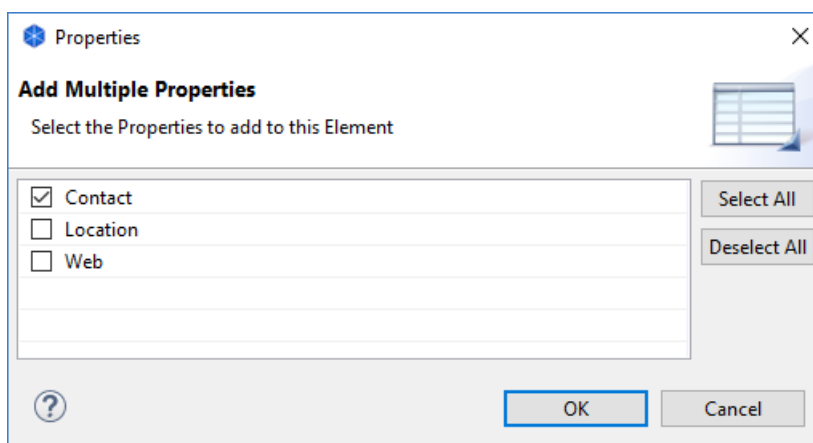 Properties
Add Multiple Properties
Select the Properties to add to this Element
Contact
Location
Web
Select All
Deselect All
?
OK
Cancel